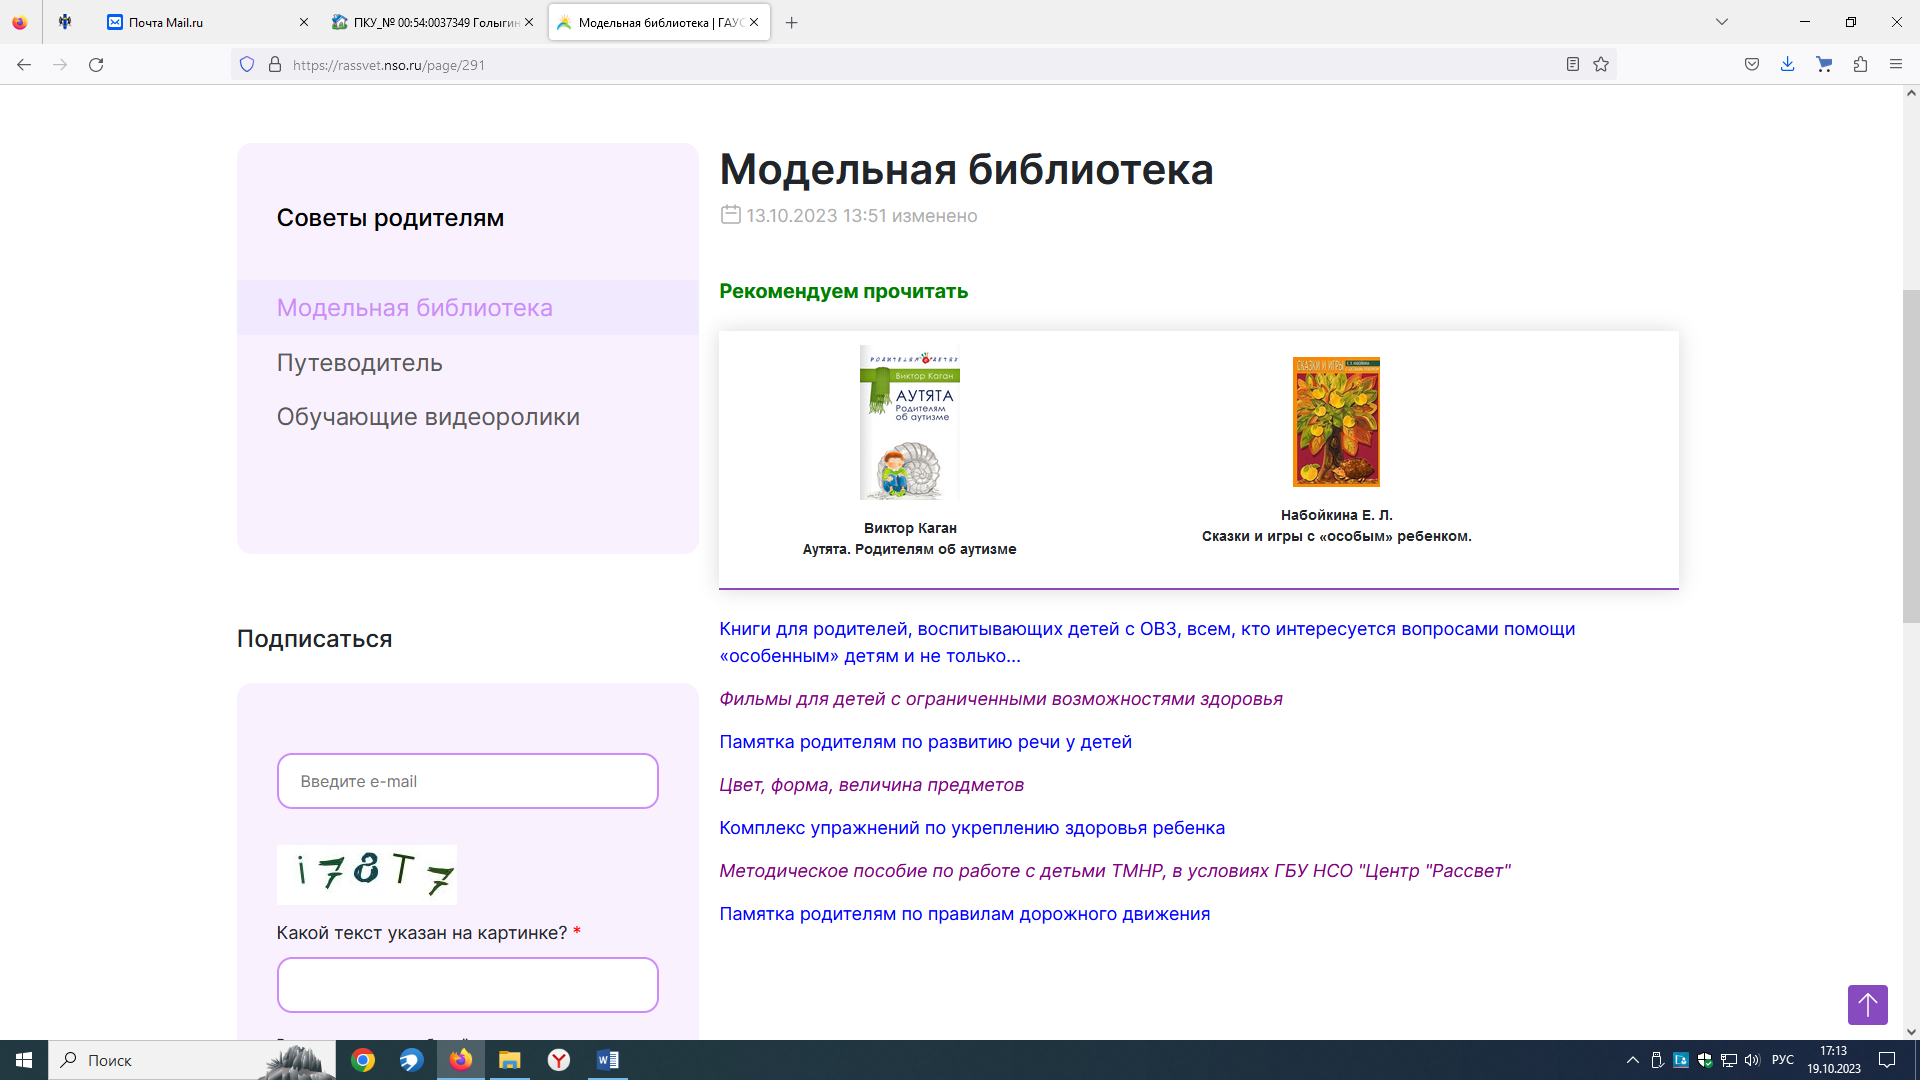 Почта Mail.ru
ПКУ_№ 00:54:0037349 Голыгин
Модельная библиотека | ГАУС
https://rassvet.nso.ru/page/291
Советы родителям
Модельная библиотека
Путеводитель
Обучающие видеоролики
Подписаться
Введите e-mail
i78T7
Какой текст указан на картинке? *
Модельная библиотека
13.10.2023 13:51 изменено
Рекомендуем прочитать
РОДИТЕЛЯМ О ДЕТЯХ
Виктор Каган
АУТЯТА
Родителям
об аутизме
СКАЗКИ И ИГРЫ
Виктор Каган
Аутята. Родителям об аутизме
Набойкина Е. Л.
Сказки и игры с «особым» ребенком.
Книги для родителей, воспитывающих детей с ОВЗ, всем, кто интересуется вопросами помощи
«особенным» детям и не только...
Фильмы для детей с ограниченными возможностями здоровья
Памятка родителям по развитию речи у детей
Цвет, форма, величина предметов
Комплекс упражнений по укреплению здоровья ребенка
Методическое пособие по работе с детьми ТМНР, в условиях ГБУ НСО "Центр "Рассвет"
Памятка родителям по правилам дорожного движения
Поиск
РУС
17:13
19.10.2023